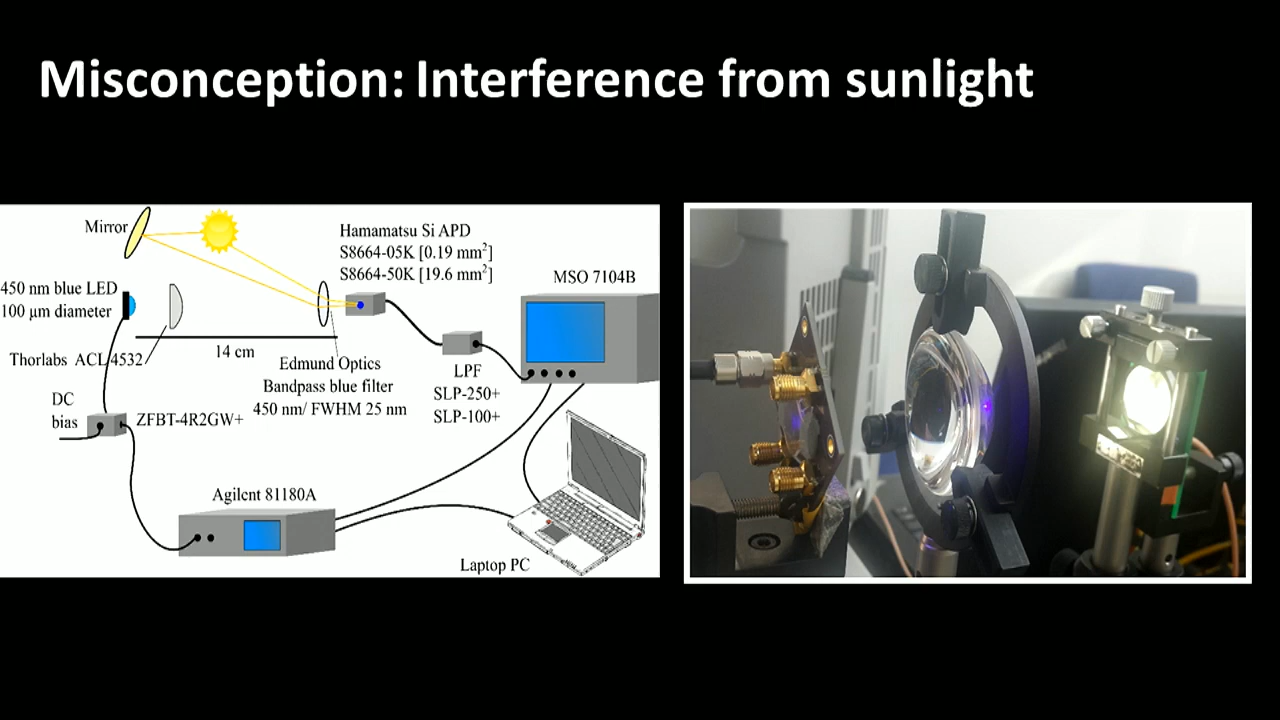 Misconception: Interference from sunlight
Mirror
Hamamatsu Si APD
S8664-05K [0.19 mm²]
S8664-50K [19.6 mm²]
MSO 7104B
450 nm blue LED
100 µm diameter
Thorlabs ACL 4532
14 cm
Edmund Optics
Bandpass blue filter
450 nm/ FWHM 25 nm
LPF
SLP-250+
SLP-100+
DC
bias
ZFBT-4R2GW+
Agilent 81180A
Laptop PC